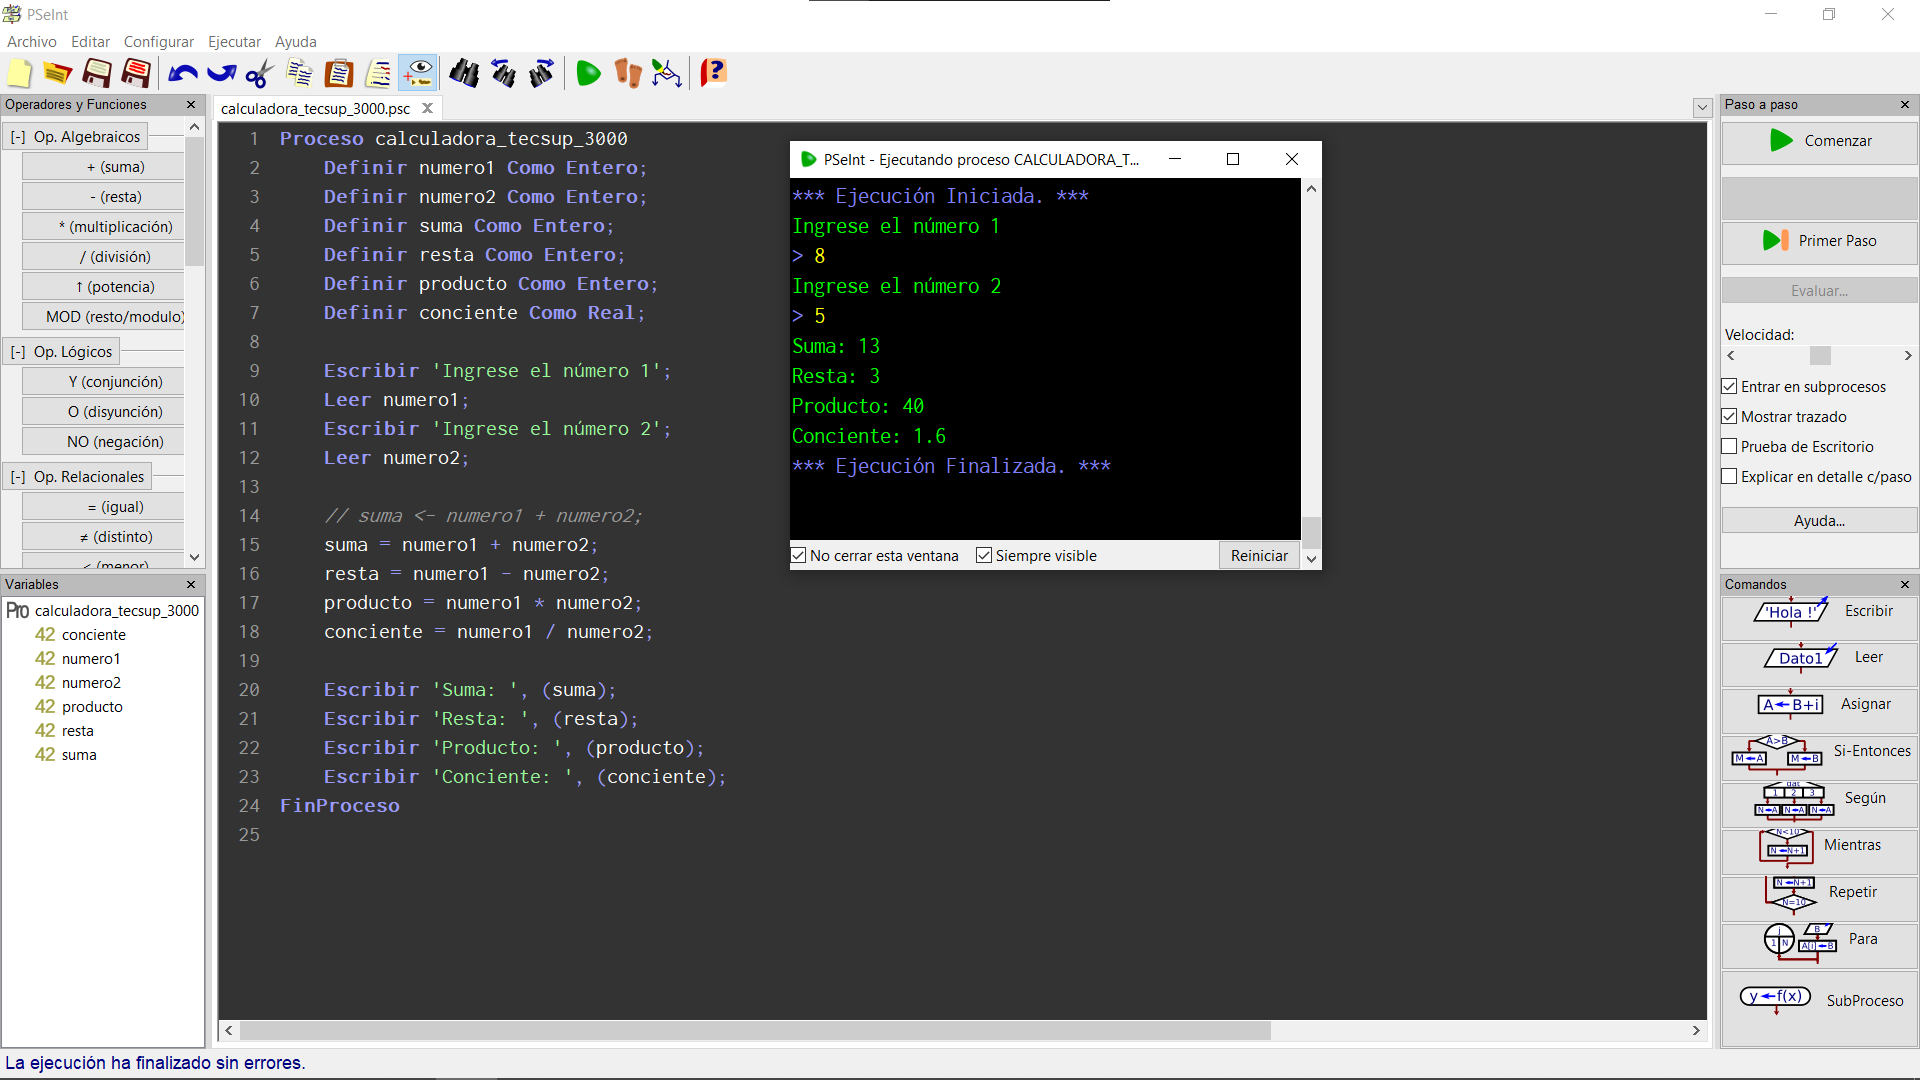 PSeInt
Archivo Editar Configurar Ejecutar Ayuda
Operadores y Funciones
[-] Op. Algebraicos
+ (suma)
- (resta)
* (multiplicación)
/ (división)
↑ (potencia)
MOD (resto/modulo)
[-] Op. Lógicos
Y (conjunción)
O (disyunción)
NO (negación)
[-] Op. Relacionales
= (igual)
≠ (distinto)
< (menor)
Variables
Pro calculadora_tecsup_3000
42 conciente
42 numero1
42 numero2
42 producto
42 resta
42 suma
calculadora_tecsup_3000.psc
1 Proceso calculadora_tecsup_3000
2 Definir numero1 Como Entero;
3 Definir numero2 Como Entero;
4 Definir suma Como Entero;
5 Definir resta Como Entero;
6 Definir producto Como Entero;
7 Definir conciente Como Real;
8
9 Escribir 'Ingrese el número 1';
10 Leer numero1;
11 Escribir 'Ingrese el número 2';
12 Leer numero2;
13
14 // suma <- numero1 + numero2;
15 suma = numero1 + numero2;
16 resta = numero1 - numero2;
17 producto = numero1 * numero2;
18 conciente = numero1 / numero2;
19
20 Escribir 'Suma: ', (suma);
21 Escribir 'Resta: ', (resta);
22 Escribir 'Producto: ', (producto);
23 Escribir 'Conciente: ', (conciente);
24 FinProceso
25
PSeInt - Ejecutando proceso CALCULADORA_T...
*** Ejecución Iniciada. ***
Ingrese el número 1
> 8
Ingrese el número 2
> 5
Suma: 13
Resta: 3
Producto: 40
Conciente: 1.6
*** Ejecución Finalizada. ***
No cerrar esta ventana Siempre visible Reiniciar
Paso a paso
Comenzar
Primer Paso
Evaluar...
Velocidad:
Entrar en subprocesos
Mostrar trazado
Prueba de Escritorio
Explicar en detalle c/paso
Ayuda...
Comandos
'Hola !' Escribir
Dato1 Leer
A←B+i Asignar
A>B M←A M←B Si-Entonces
dat 1 2 3 N←A N←A N←A Según
N<10 N←N+1 Mientras
N←N+1 N=10 Repetir
i 1 N B A[i]←B Para
y←f(x) SubProceso
La ejecución ha finalizado sin errores.